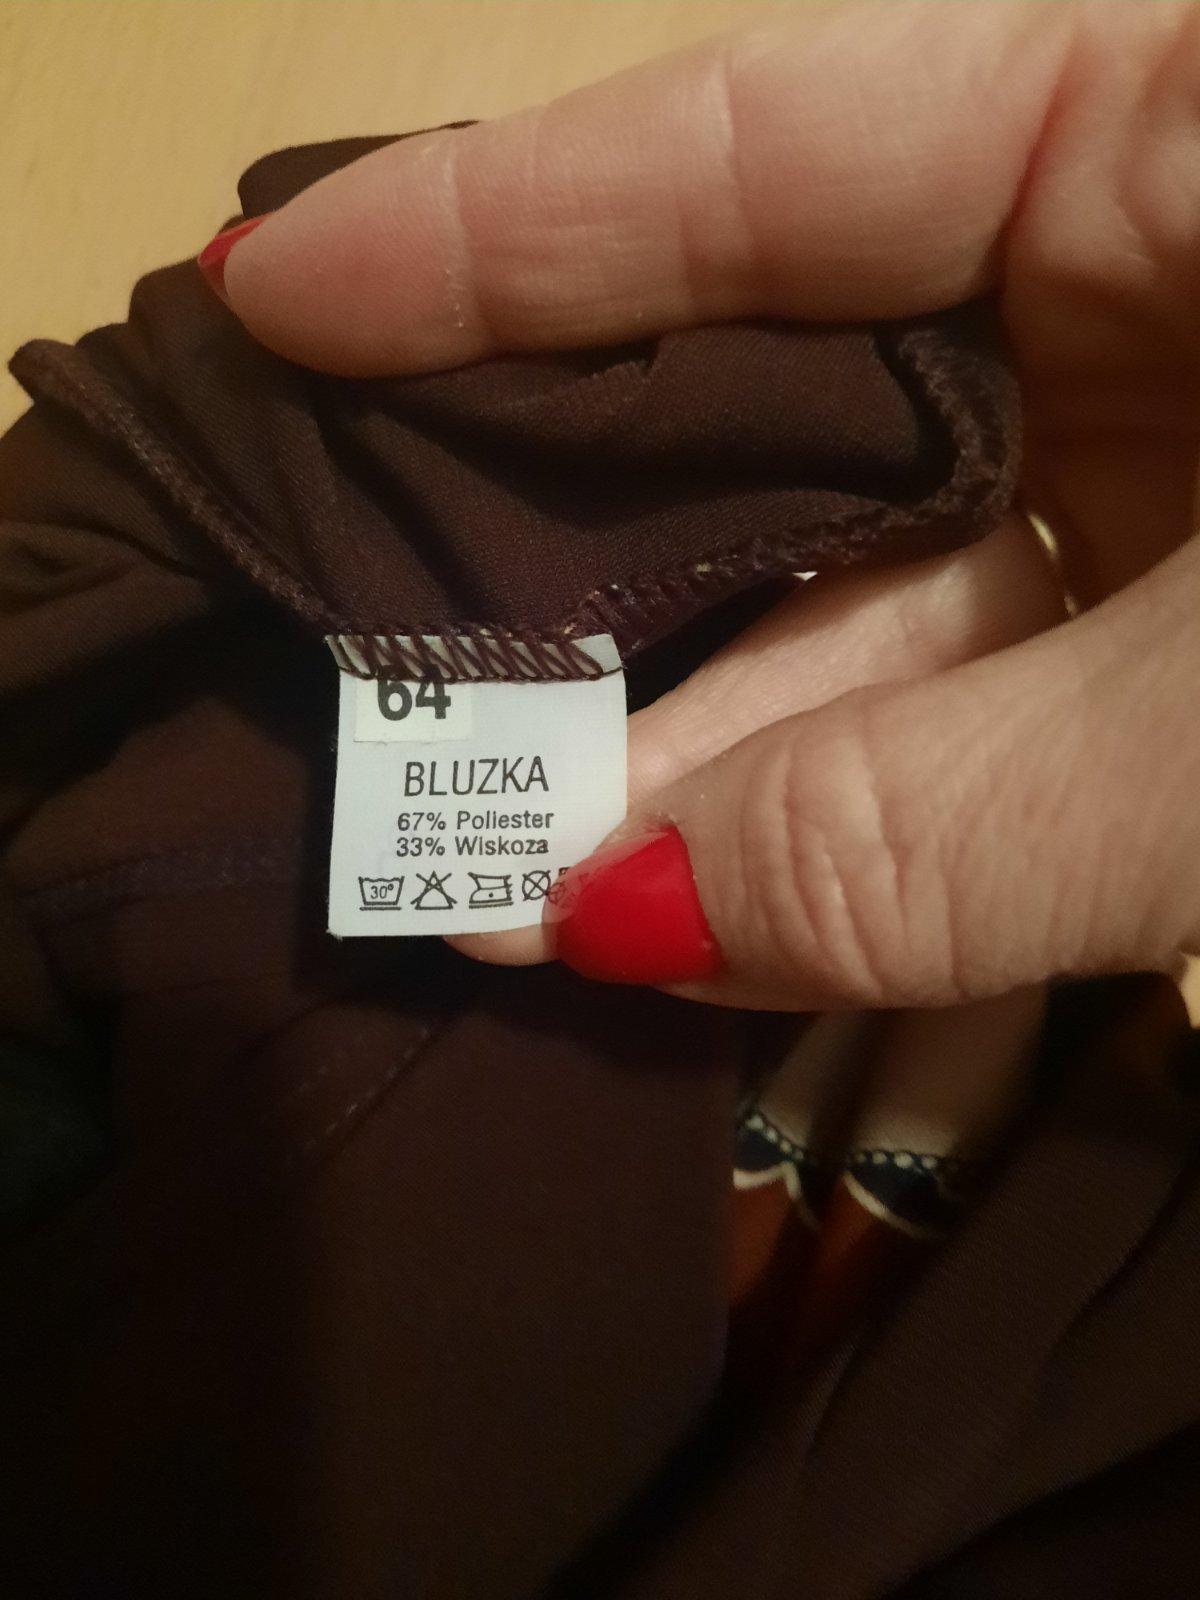 64
BLUZKA
67% Poliester
33% Wiskoza
30°